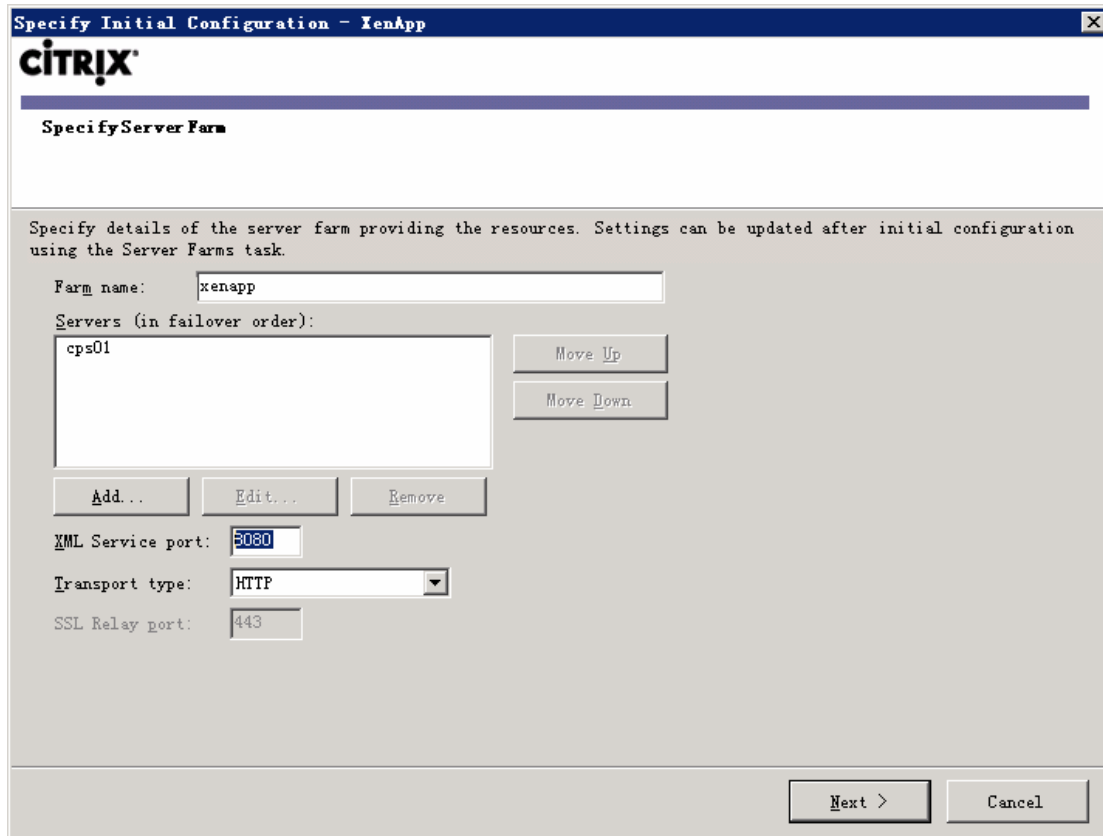 Specify Initial Configuration - XenApp
CİTRIX®
Specify Server Farm
Specify details of the server farm providing the resources. Settings can be updated after initial configuration
using the Server Farms task.
Farm name: xenapp
Servers (in failover order):
cps01
Move Up
Move Down
Add... Edit... Remove
XML Service port: 8080
Transport type: HTTP
SSL Relay port: 443
Next > Cancel